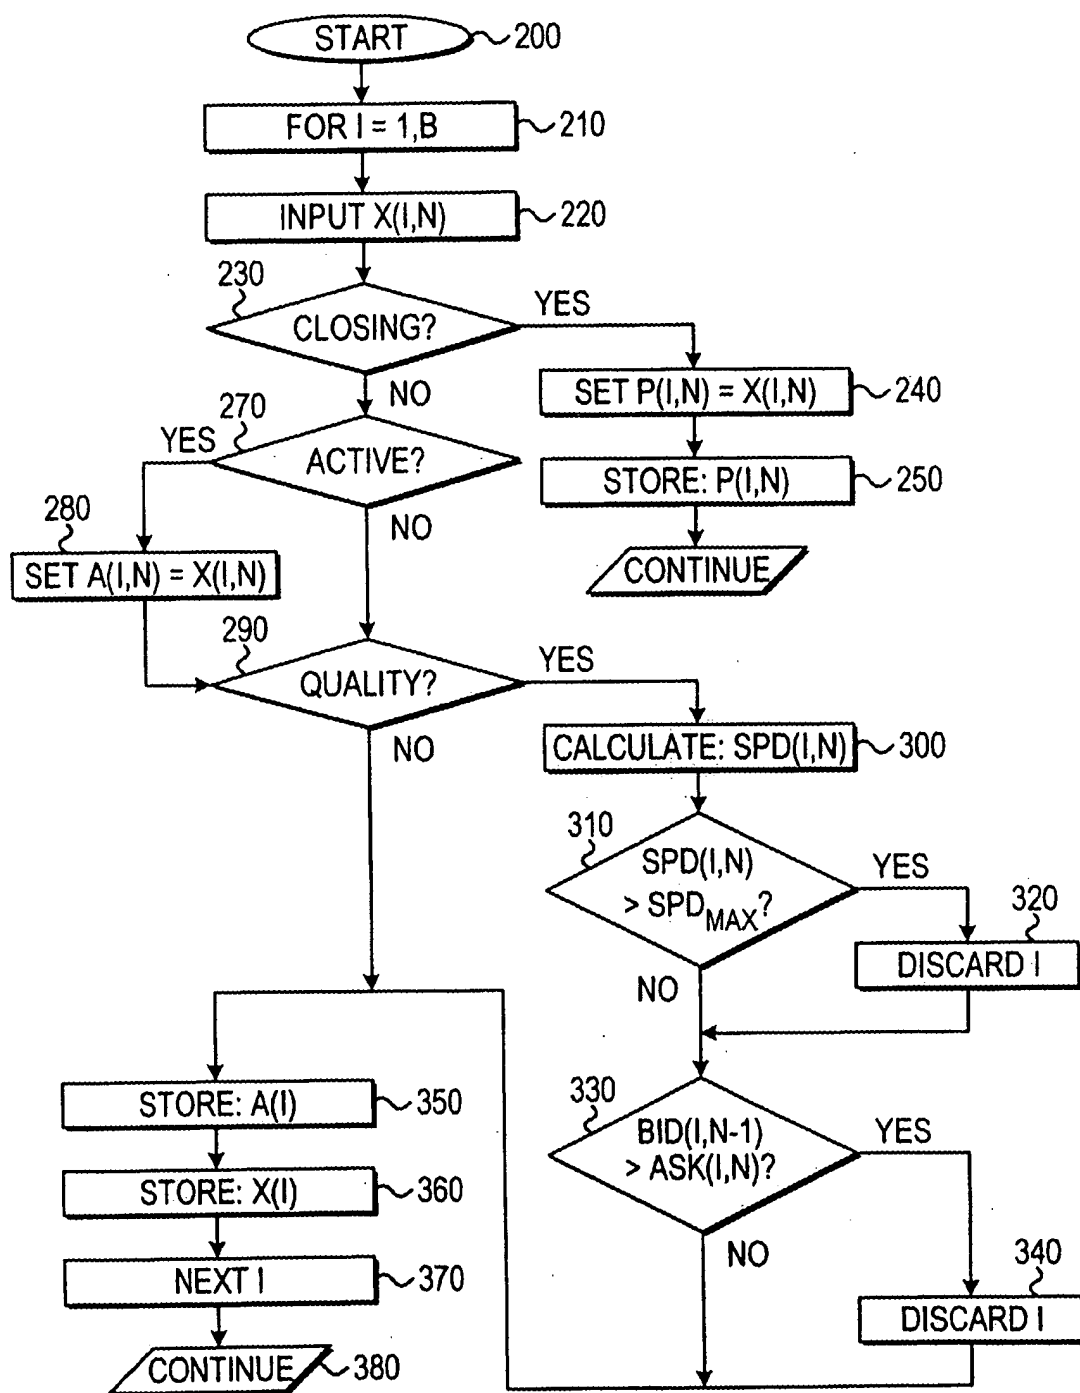 START
200
FOR I = 1,B
210
INPUT X(I,N)
220
230
CLOSING?
YES
NO
SET P(I,N) = X(I,N)
240
STORE: P(I,N)
250
CONTINUE
270
YES
ACTIVE?
NO
280
SET A(I,N) = X(I,N)
290
QUALITY?
YES
NO
CALCULATE: SPD(I,N)
300
310
SPD(I,N)
> SPDMAX?
YES
NO
320
DISCARD I
330
BID(I,N-1)
> ASK(I,N)?
YES
NO
340
DISCARD I
STORE: A(I)
350
STORE: X(I)
360
NEXT I
370
CONTINUE
380